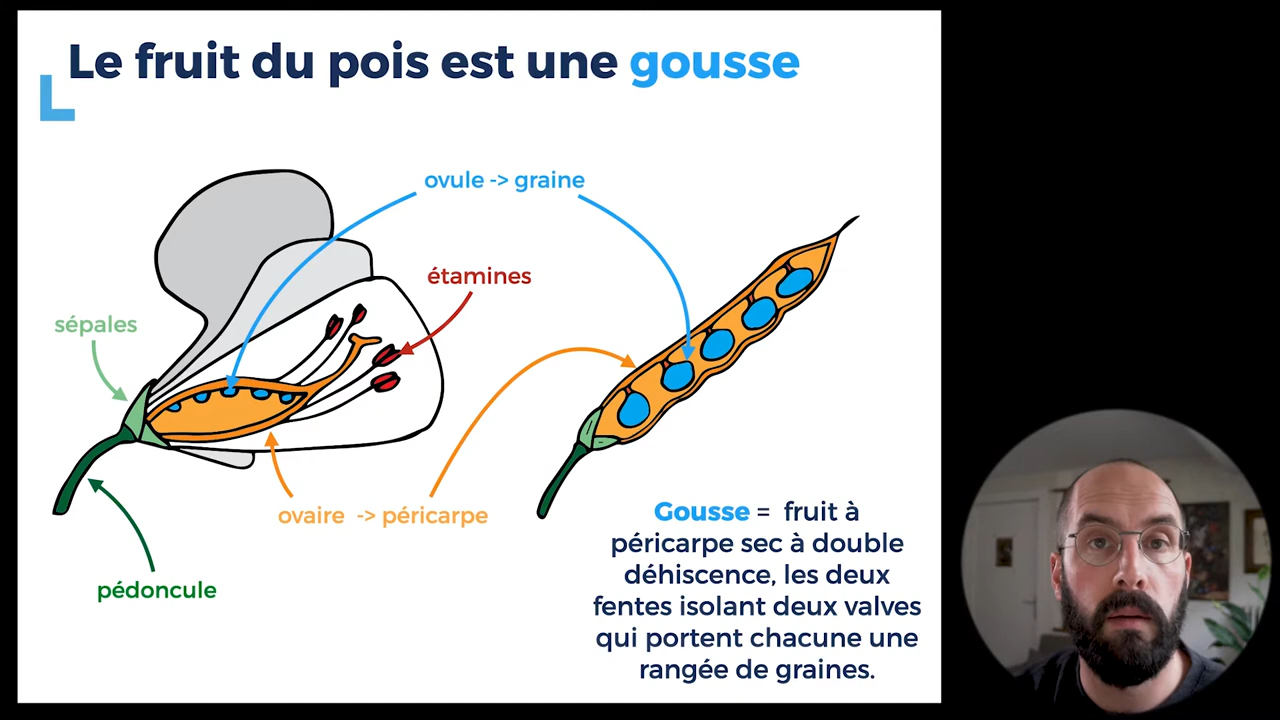 Le fruit du pois est une gousse
ovule -> graine
étamines
sépales
ovaire -> péricarpe
pédoncule
Gousse = fruit à
péricarpe sec à double
déhiscence, les deux
fentes isolant deux valves
qui portent chacune une
rangée de graines.